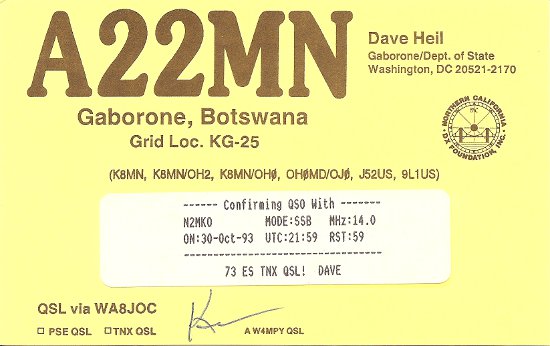 A22MN
Dave Heil
Gaborone/Dept. of State
Washington, DC 20521-2170
Gaborone, Botswana
Grid Loc. KG-25
NORTHERN CALIFORNIA
DX FOUNDATION, INC.
(K8MN, K8MN/OH2, K8MN/OHØ, OHØMD/OJØ, J52US, 9L1US)
------ Confirming QSO With -------
N2MKO MODE:SSB MHz:14.0
ON:30-Oct-93 UTC:21:59 RST:59
----------------------------------
73 ES TNX QSL! DAVE
QSL via WA8JOC
□ PSE QSL □ TNX QSL
A W4MPY QSL